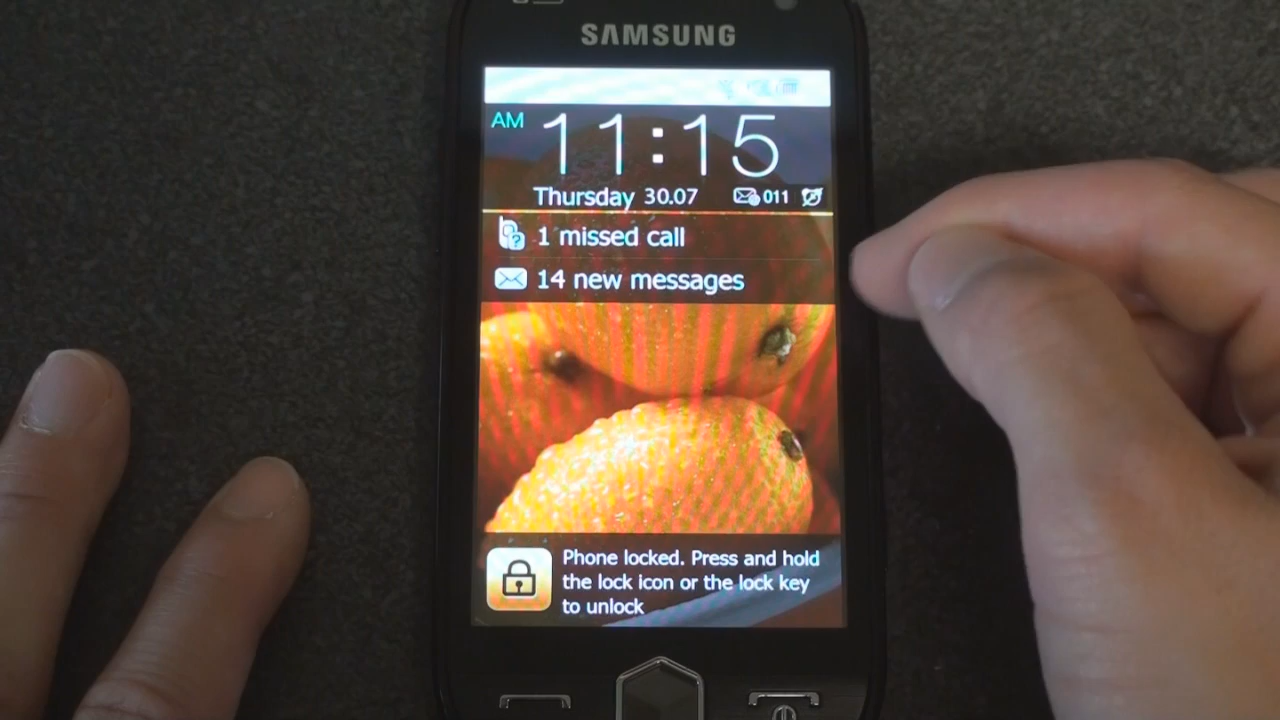 SAMSUNG
AM 11:15
Thursday 30.07 011
1 missed call
14 new messages
Phone locked. Press and hold
the lock icon or the lock key
to unlock